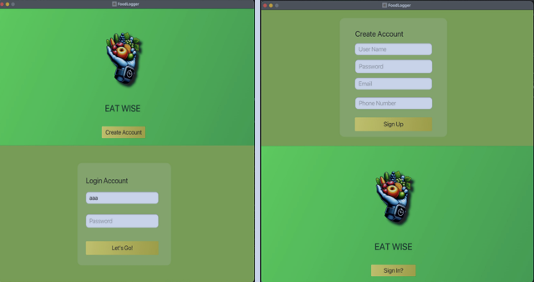 FoodLogger
EAT WISE
Create Account
Login Account
aaa
Password
Let's Go!
FoodLogger
Create Account
User Name
Password
Email
Phone Number
Sign Up
EAT WISE
Sign In?